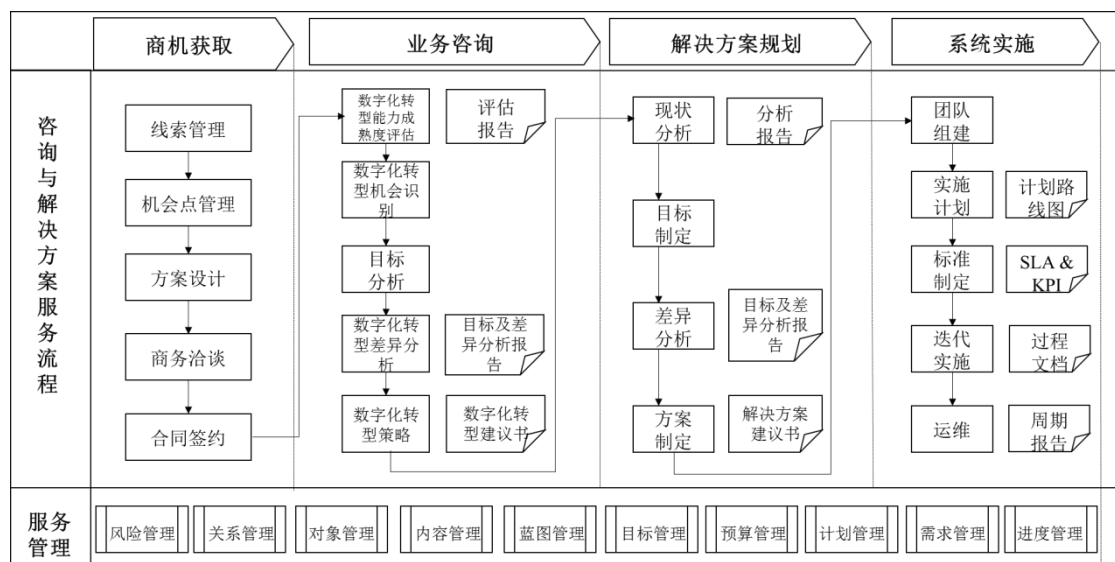 商机获取
业务咨询
解决方案规划
系统实施
咨询与解决方案服务流程
线索管理
机会点管理
方案设计
商务洽谈
合同签约
数字化转
型能力成
熟度评估
评估
报告
数字化转
型机会识
别
目标
分析
数字化转
型差异分
析
目标及差
异分析报
告
数字化转
型策略
数字化转
型建议书
现状
分析
分析
报告
目标
制定
差异
分析
目标及差
异分析报
告
方案
制定
解决方案
建议书
团队
组建
实施
计划
计划路
线图
标准
制定
SLA &
KPI
迭代
实施
过程
文档
运维
周期
报告
服务
管理
风险管理
关系管理
对象管理
内容管理
蓝图管理
目标管理
预算管理
计划管理
需求管理
进度管理